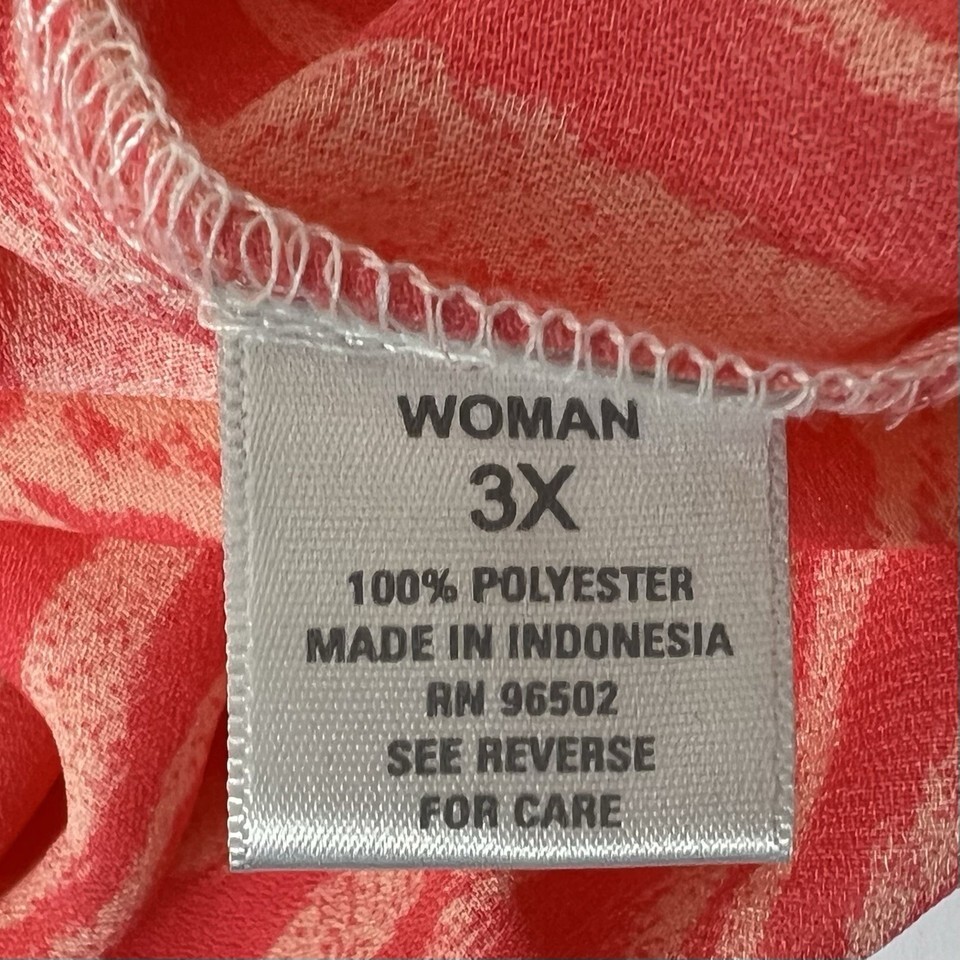 WOMAN
3X
100% POLYESTER
MADE IN INDONESIA
RN 96502
SEE REVERSE
FOR CARE